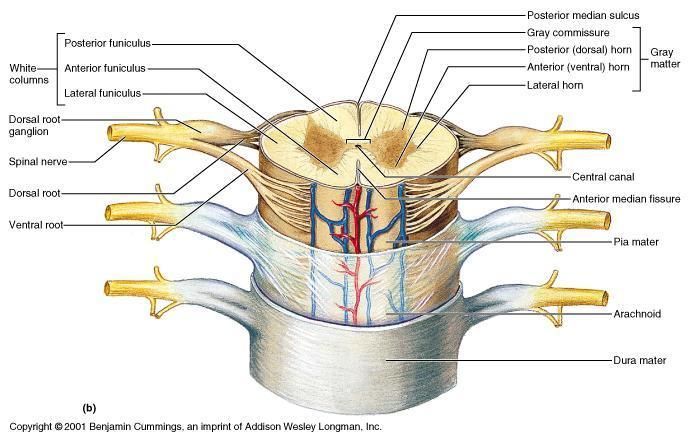 White
columns
Posterior funiculus
Anterior funiculus
Lateral funiculus
Dorsal root
ganglion
Spinal nerve
Dorsal root
Ventral root
Posterior median sulcus
Gray commissure
Posterior (dorsal) horn
Anterior (ventral) horn
Lateral horn
Gray
matter
Central canal
Anterior median fissure
Pia mater
Arachnoid
Dura mater
(b)
Copyright © 2001 Benjamin Cummings, an imprint of Addison Wesley Longman, Inc.